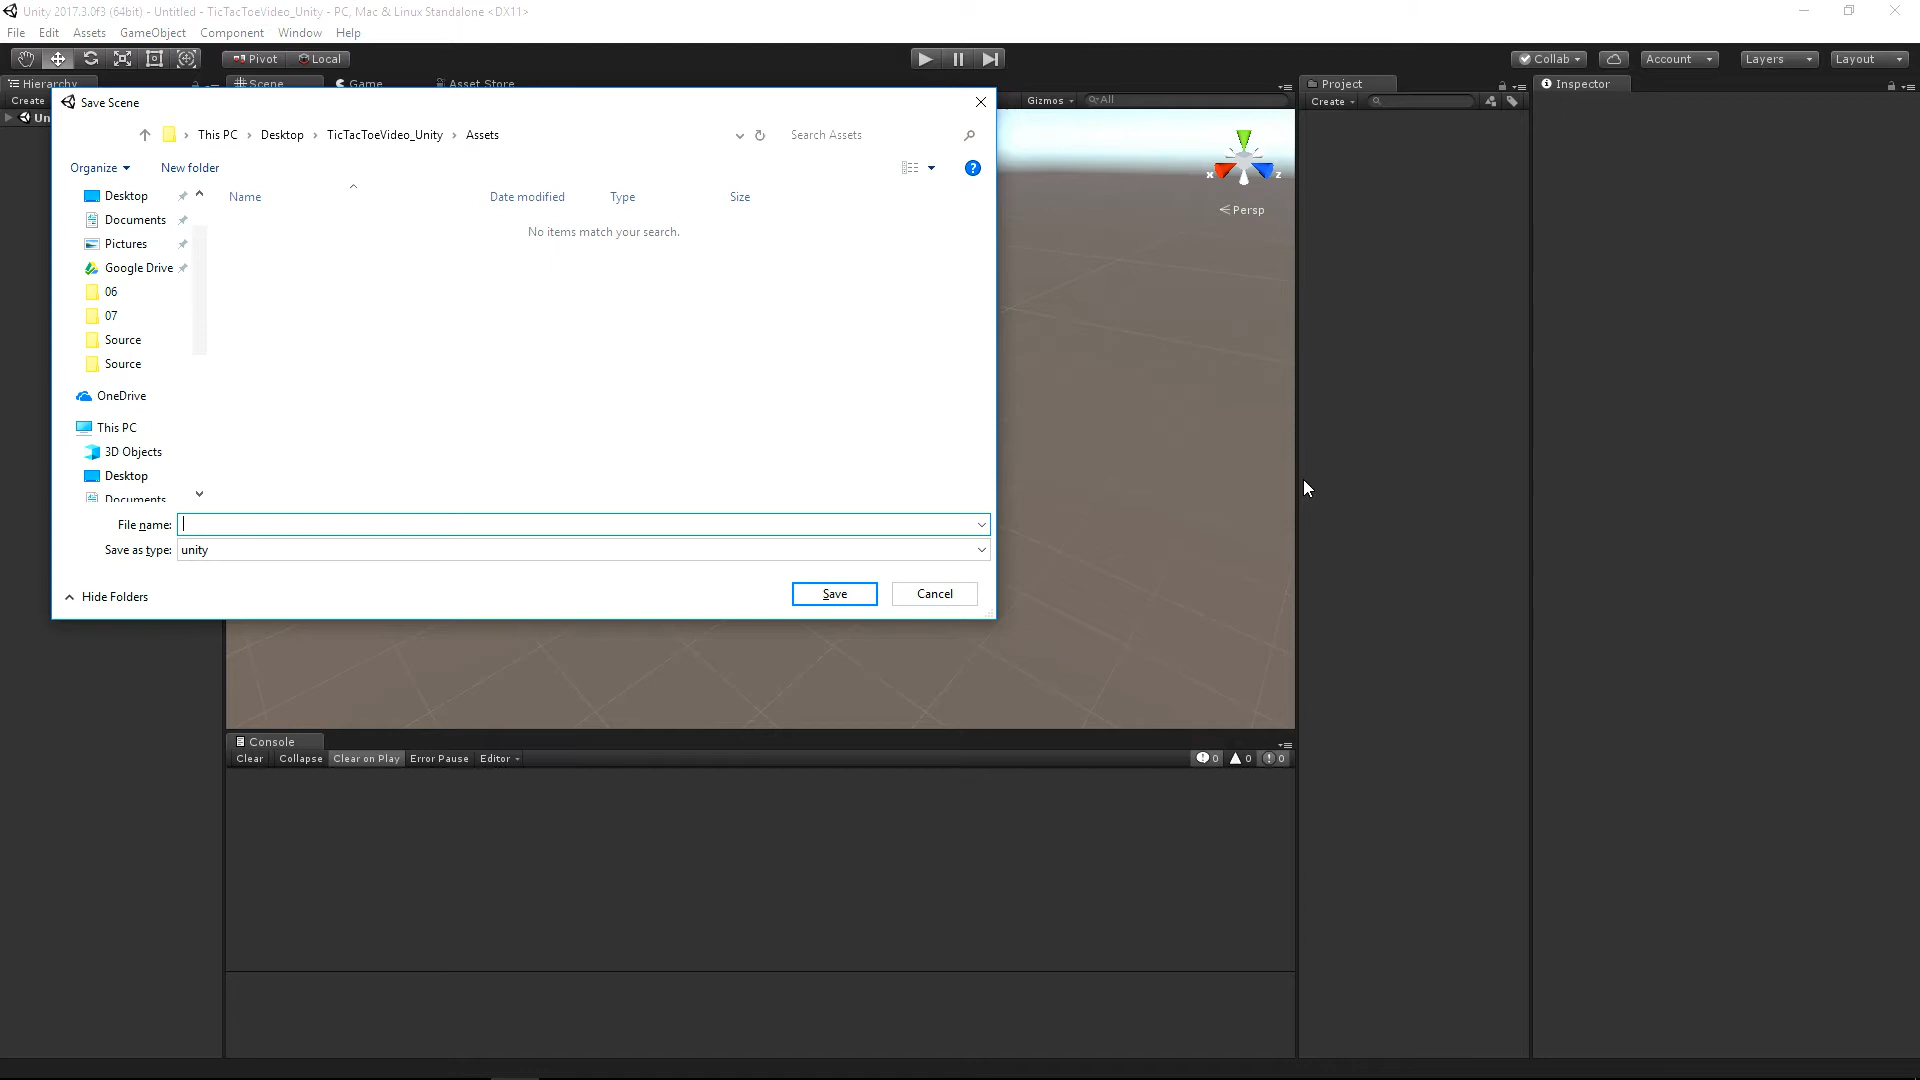 Unity 2017.3.0f3 (64bit) - Untitled - TicTacToeVideo_Unity - PC, Mac & Linux Standalone <DX11>
File Edit Assets GameObject Component Window Help
Pivot Local Collab Account Layers Layout
Hierarchy Scene Game Asset Store Project Inspector
Create Gizmos All Create
Un
Save Scene
This PC Desktop TicTacToeVideo_Unity Assets Search Assets
Organize New folder ?
Name Date modified Type Size
No items match your search.
Desktop
Documents
Pictures
Google Drive
06
07
Source
Source
OneDrive
This PC
3D Objects
Desktop
Documents
File name:
Save as type: unity
Hide Folders Save Cancel
x z
Persp
Console
Clear Collapse Clear on Play Error Pause Editor 0 0 0